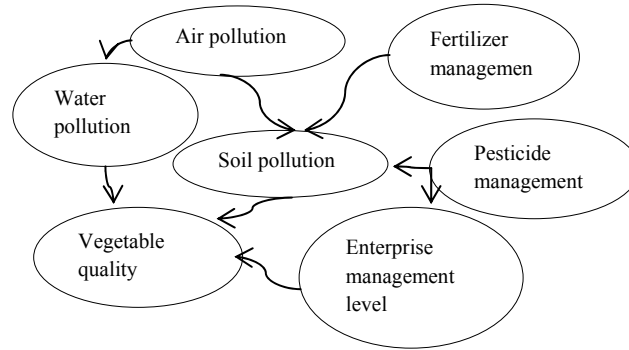 Air pollution
Fertilizer
managemen
Water
pollution
Soil pollution
Pesticide
management
Vegetable
quality
Enterprise
management
level